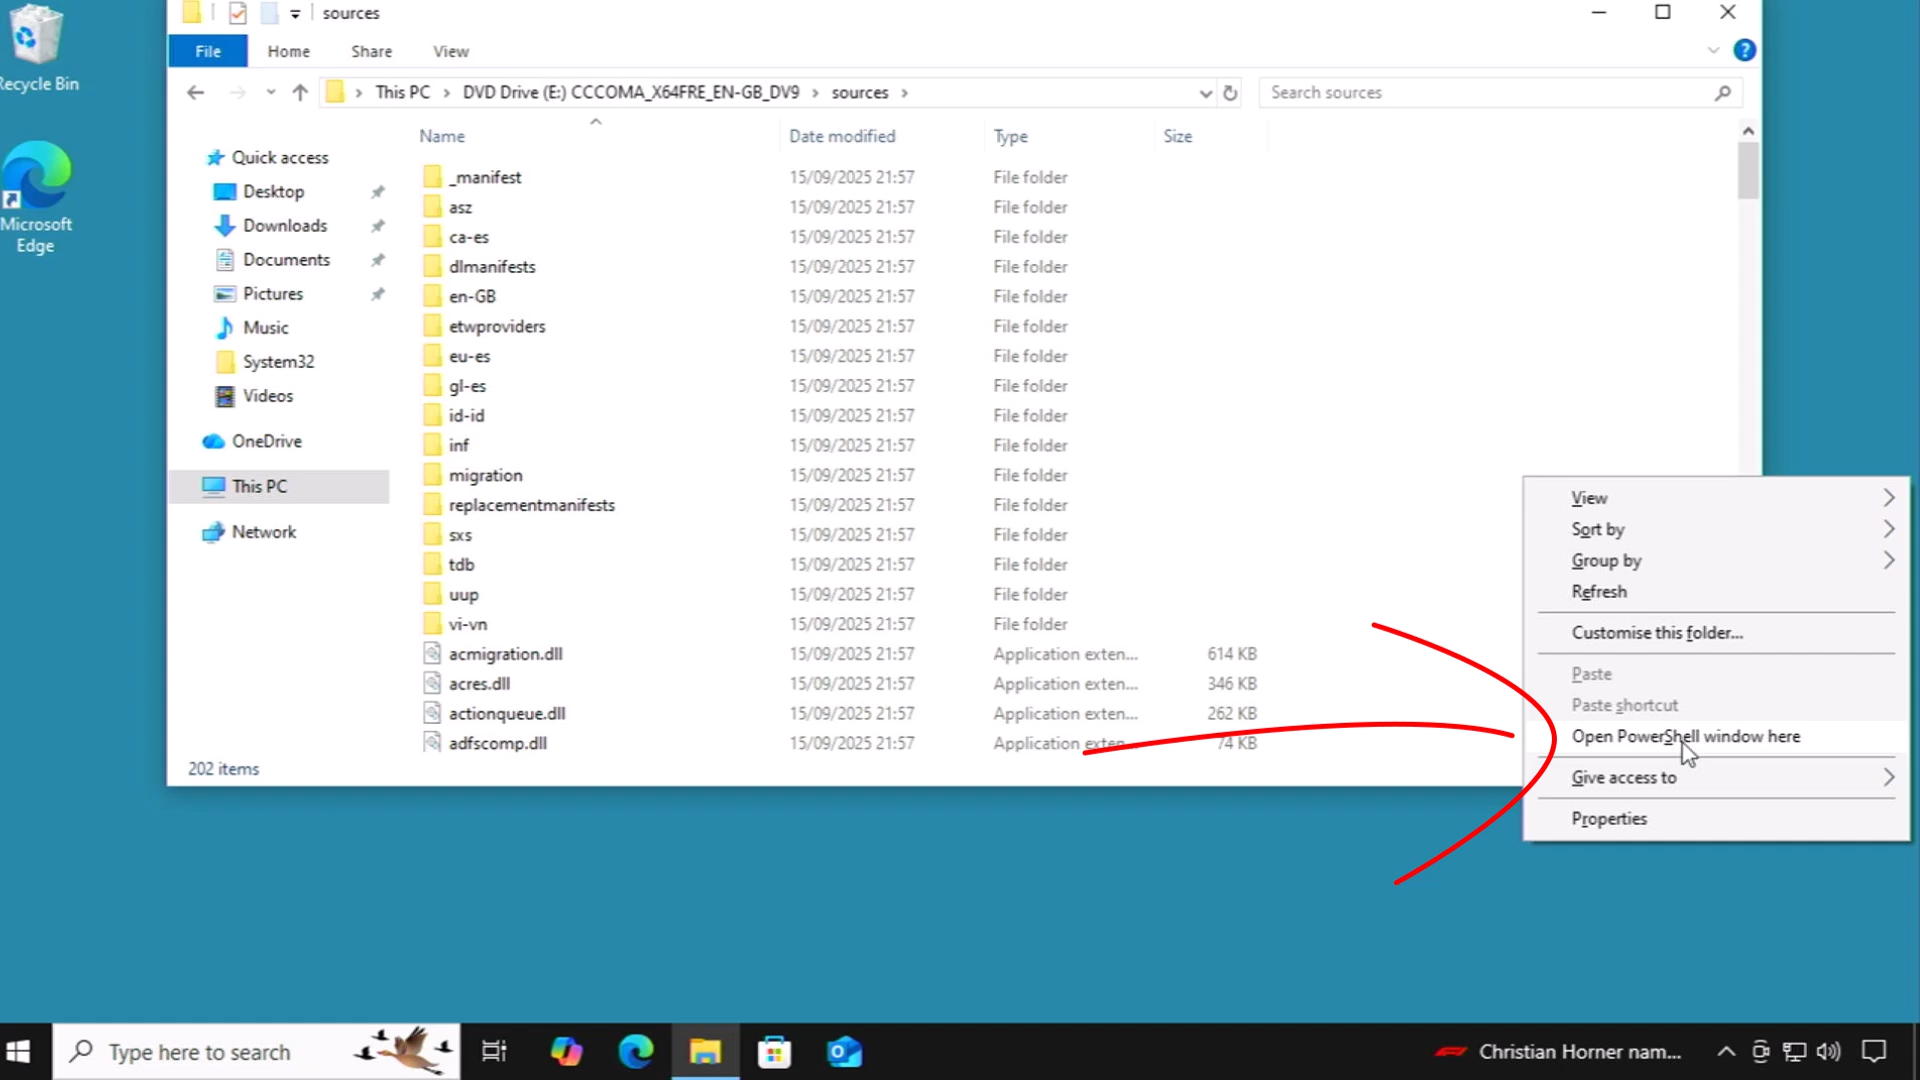 sources
Recycle Bin
Microsoft
Edge
File Home Share View
This PC DVD Drive (E:) CCCOMA_X64FRE_EN-GB_DV9 sources
Search sources
Name Date modified Type Size
Quick access
Desktop
Downloads
Documents
Pictures
Music
System32
Videos
OneDrive
This PC
Network
_manifest 15/09/2025 21:57 File folder
asz 15/09/2025 21:57 File folder
ca-es 15/09/2025 21:57 File folder
dlmanifests 15/09/2025 21:57 File folder
en-GB 15/09/2025 21:57 File folder
etwproviders 15/09/2025 21:57 File folder
eu-es 15/09/2025 21:57 File folder
gl-es 15/09/2025 21:57 File folder
id-id 15/09/2025 21:57 File folder
inf 15/09/2025 21:57 File folder
migration 15/09/2025 21:57 File folder
replacementmanifests 15/09/2025 21:57 File folder
sxs 15/09/2025 21:57 File folder
tdb 15/09/2025 21:57 File folder
uup 15/09/2025 21:57 File folder
vi-vn 15/09/2025 21:57 File folder
acmigration.dll 15/09/2025 21:57 Application exten... 614 KB
acres.dll 15/09/2025 21:57 Application exten... 346 KB
actionqueue.dll 15/09/2025 21:57 Application exten... 262 KB
adfscomp.dll 15/09/2025 21:57 Application exten... 74 KB
202 items
View
Sort by
Group by
Refresh
Customise this folder...
Paste
Paste shortcut
Open PowerShell window here
Give access to
Properties
Type here to search
Christian Horner nam...